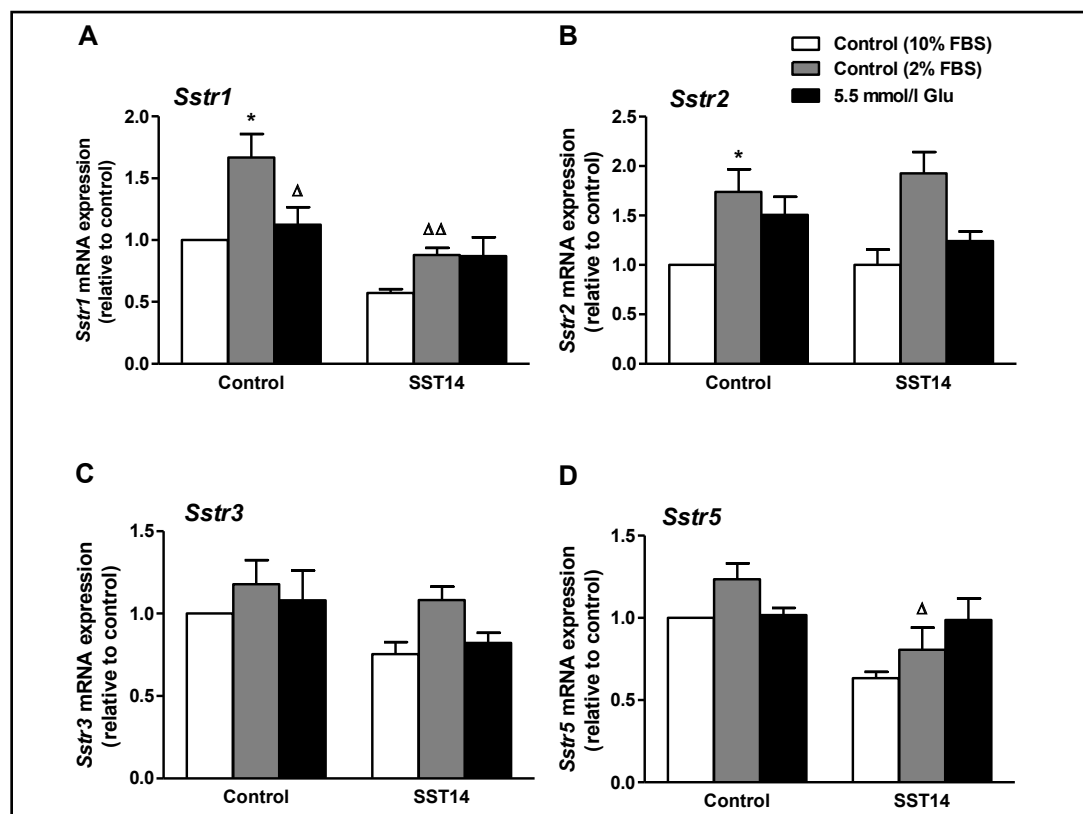 A
B
Control (10% FBS)
Control (2% FBS)
5.5 mmol/l Glu
Sstr1
Sstr2
Sstr1 mRNA expression
(relative to control)
2.0
1.5
1.0
0.5
0.0
*
Δ
ΔΔ
Control
SST14
Sstr2 mRNA expression
(relative to control)
2.5
2.0
1.5
1.0
0.5
0.0
*
Control
SST14
C
D
Sstr3
Sstr5
Sstr3 mRNA expression
(relative to control)
1.5
1.0
0.5
0.0
Control
SST14
Sstr5 mRNA expression
(relative to control)
1.5
1.0
0.5
0.0
Δ
Control
SST14